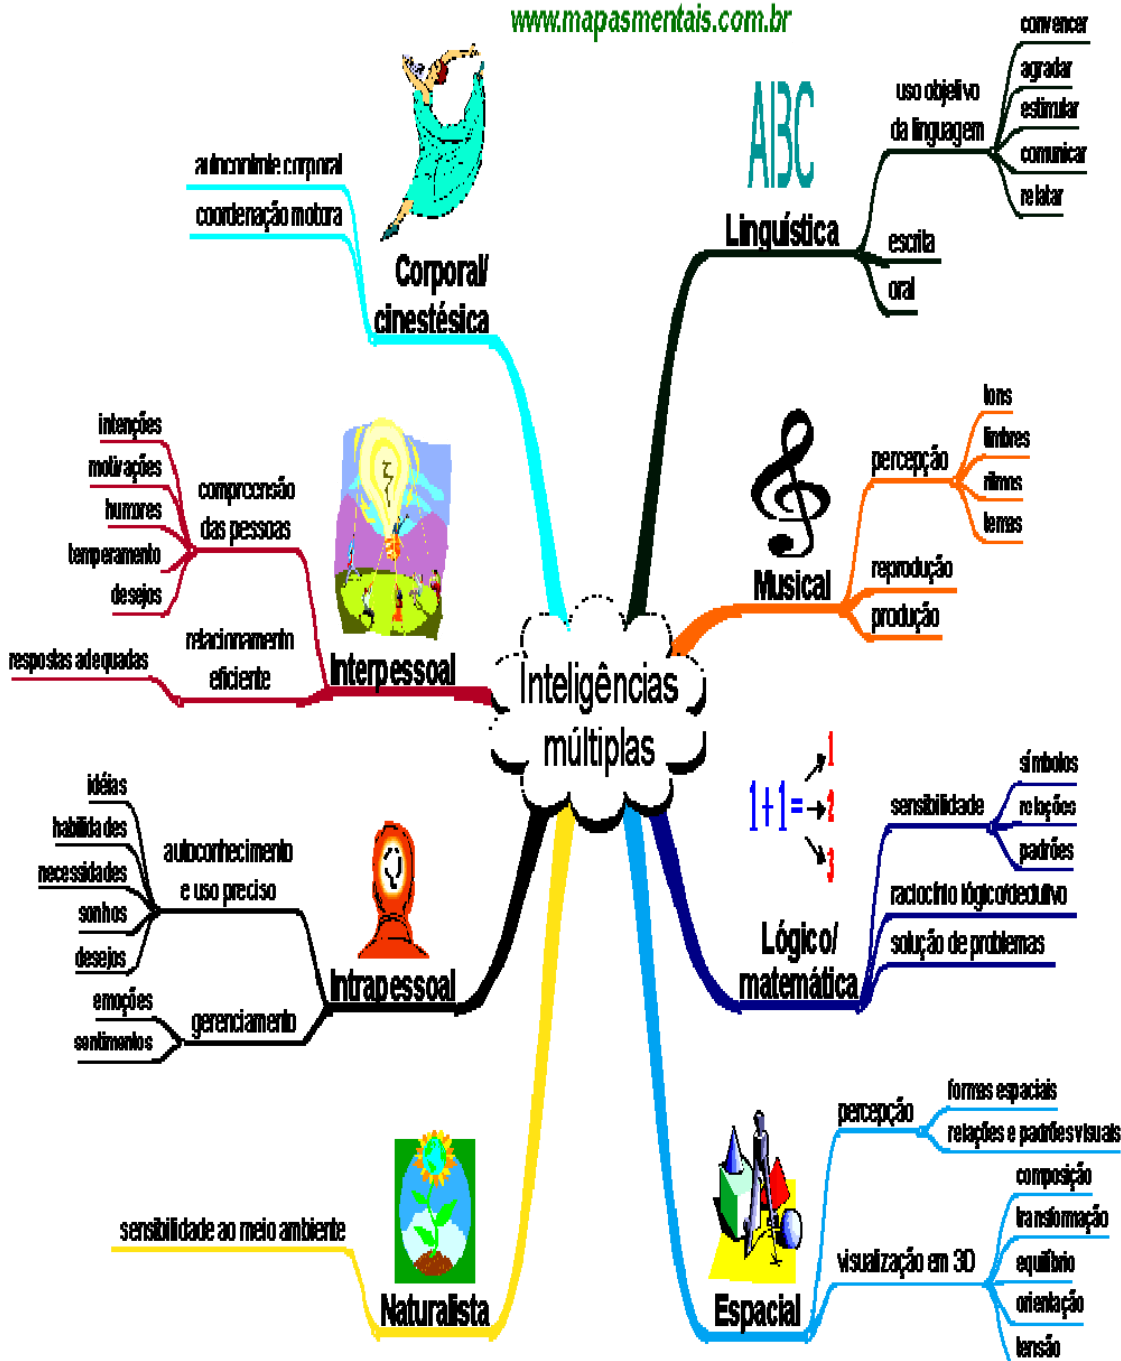 www.mapasmentais.com.br
Inteligências
múltiplas
ABC
Linguística
uso objetivo
da linguagem
convencer
agradar
estimular
comunicar
relatar
escrita
oral
Musical
percepção
tons
timbres
ritmos
temas
reprodução
produção
1+1=
1
2
3
Lógico/
matemática
sensibilidade
símbolos
relações
padrões
raciocínio lógico/dedutivo
solução de problemas
Espacial
percepção
formas espaciais
relações e padrões visuais
visualização em 3D
composição
transformação
equilíbrio
orientação
tensão
Corporal/
cinestésica
autocontrole corporal
coordenação motora
Interpessoal
compreensão
das pessoas
intenções
motivações
humores
temperamento
desejos
relacionamento
eficiente
respostas adequadas
Intrapessoal
autoconhecimento
e uso preciso
idéias
habilidades
necessidades
sonhos
desejos
gerenciamento
emoções
sentimentos
Naturalista
sensibilidade ao meio ambiente